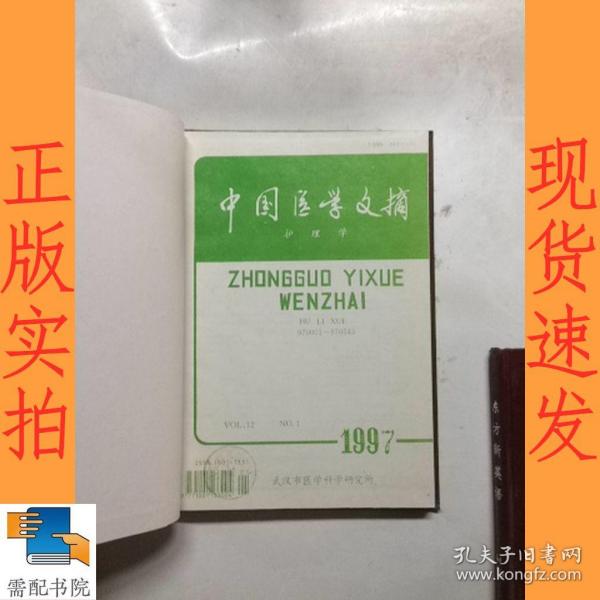 正版实拍
现货速发
中国医学文摘
护理学
ZHONGGUO YIXUE
WENZHAI
HU LI XUE
VOL.12 NO.1
1997
武汉市医学科学研究所
东方新英语
需配书院
孔夫子旧书网
www.kongfz.com